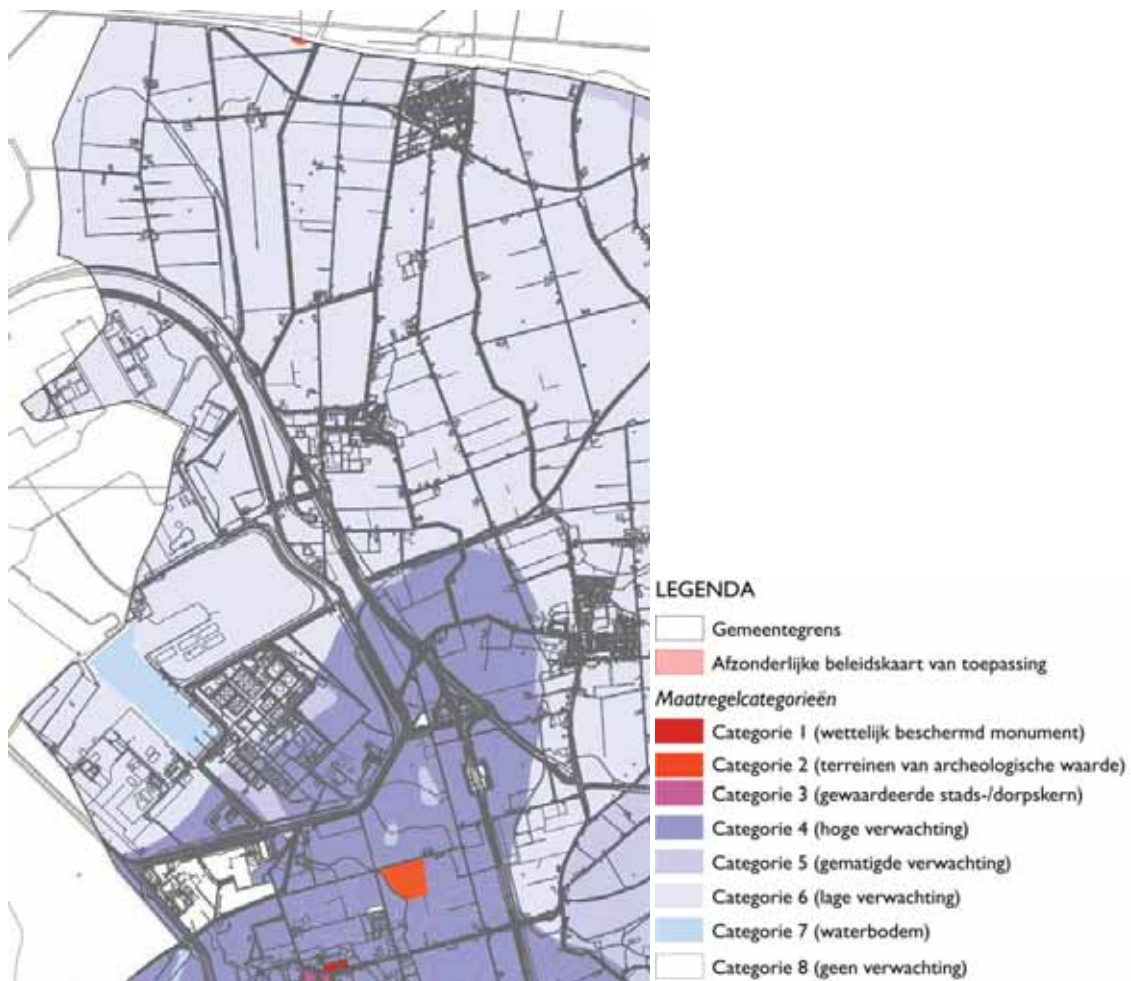 LEGENDA
Gemeentegrens
Afzonderlijke beleidskaart van toepassing
Maatregelcategorieën
Categorie 1 (wettelijk beschermd monument)
Categorie 2 (terreinen van archeologische waarde)
Categorie 3 (gewaardeerde stads-/dorpskern)
Categorie 4 (hoge verwachting)
Categorie 5 (gematigde verwachting)
Categorie 6 (lage verwachting)
Categorie 7 (waterbodem)
Categorie 8 (geen verwachting)